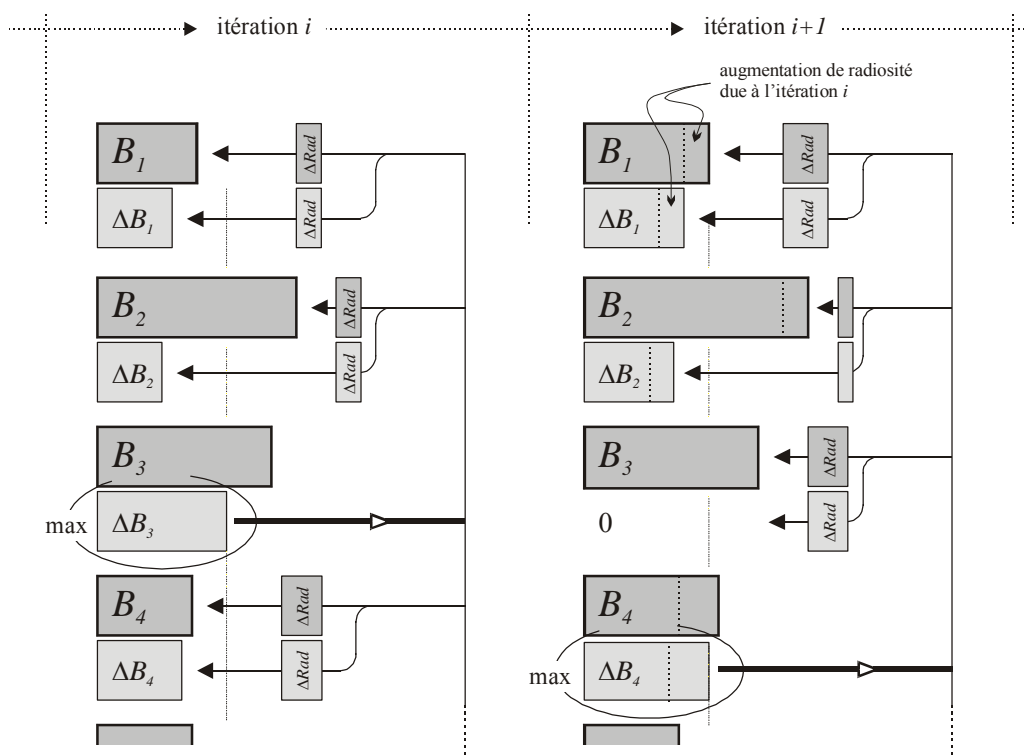 itération i
itération i+1
augmentation de radiosité
due à l'itération i
B1
ΔRad
ΔB1
ΔRad
B2
ΔRad
ΔB2
ΔRad
B3
max
ΔB3
B4
ΔRad
ΔB4
ΔRad
B1
ΔRad
ΔB1
ΔRad
B2
ΔB2
B3
ΔRad
0
ΔRad
B4
max
ΔB4